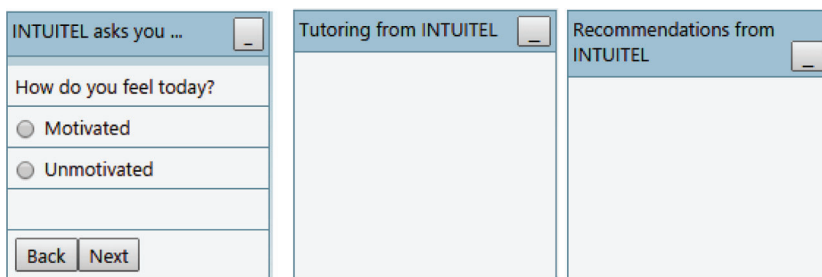 INTUITEL asks you ...
_
How do you feel today?
Motivated
Unmotivated
Back Next
Tutoring from INTUITEL
_
Recommendations from
INTUITEL
_